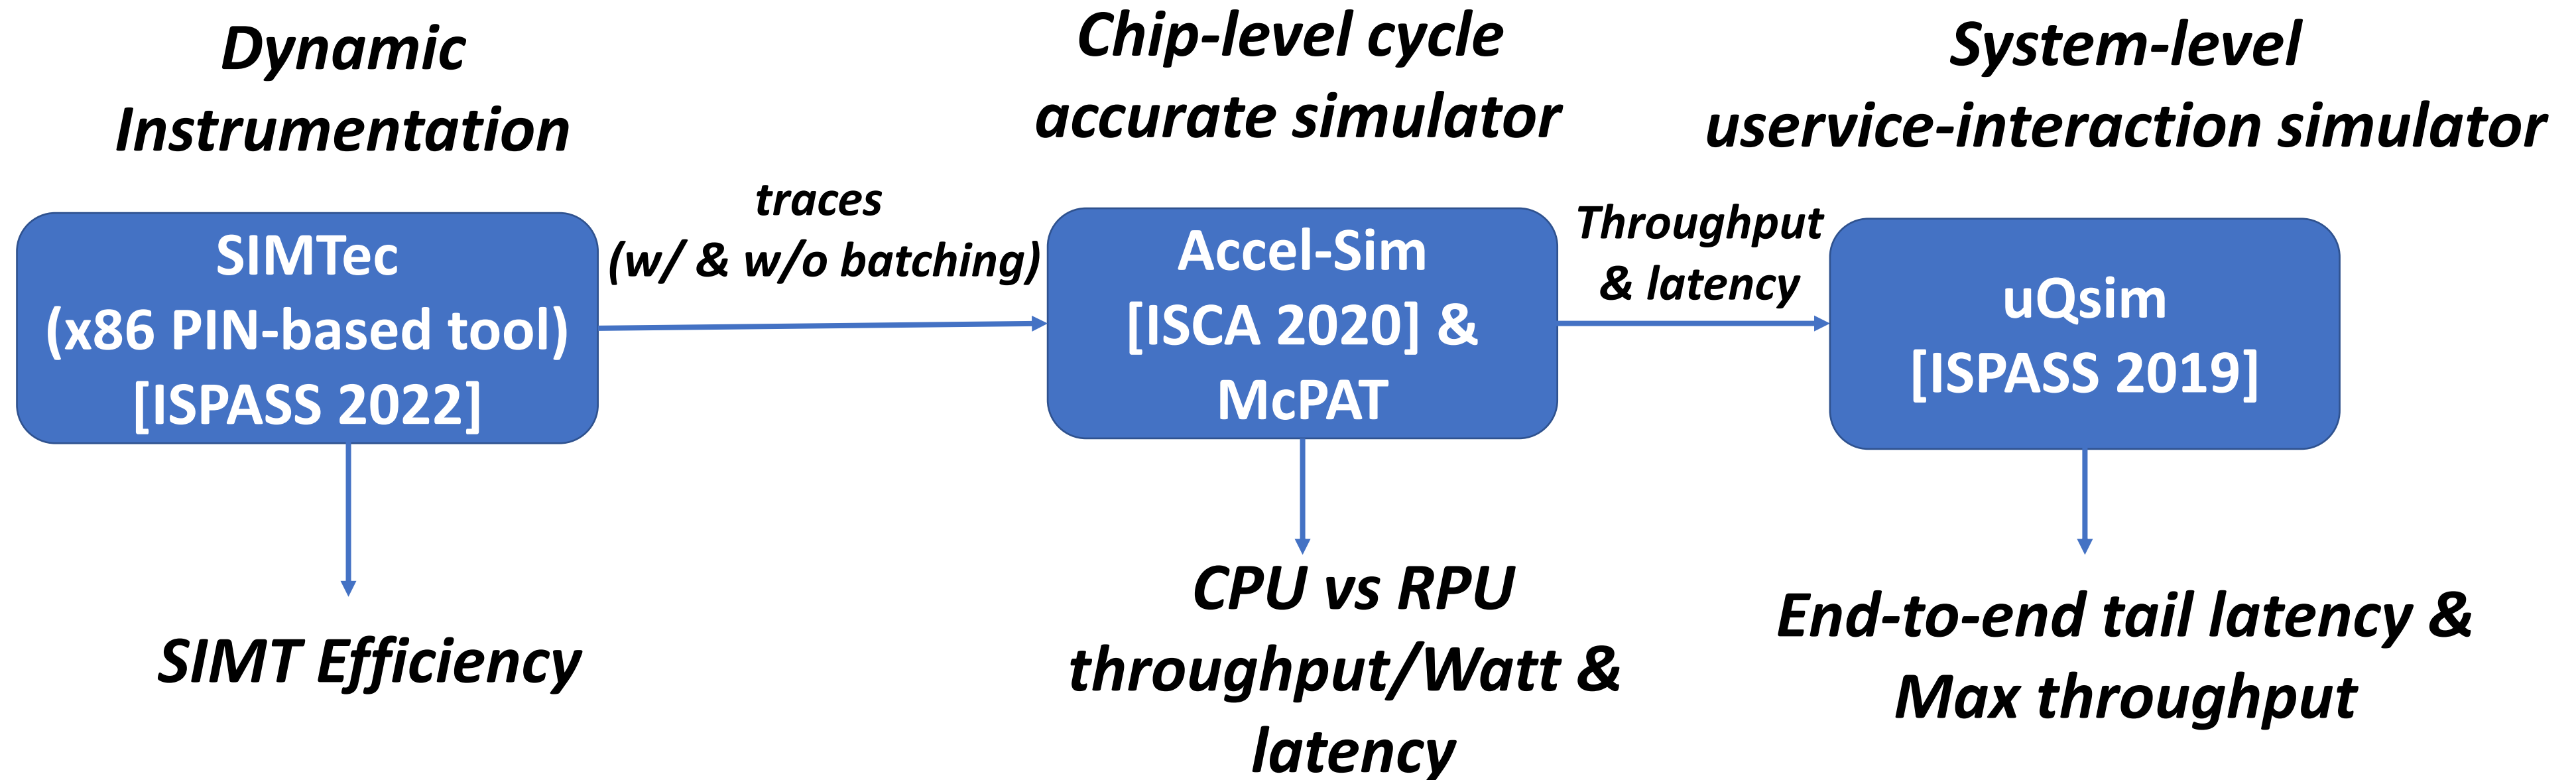 Dynamic
Instrumentation
SIMTec
(x86 PIN-based tool)
[ISPASS 2022]
SIMT Efficiency
traces
(w/ & w/o batching)
Chip-level cycle
accurate simulator
Accel-Sim
[ISCA 2020] &
McPAT
CPU vs RPU
throughput/Watt &
latency
Throughput
& latency
System-level
uservice-interaction simulator
uQsim
[ISPASS 2019]
End-to-end tail latency &
Max throughput